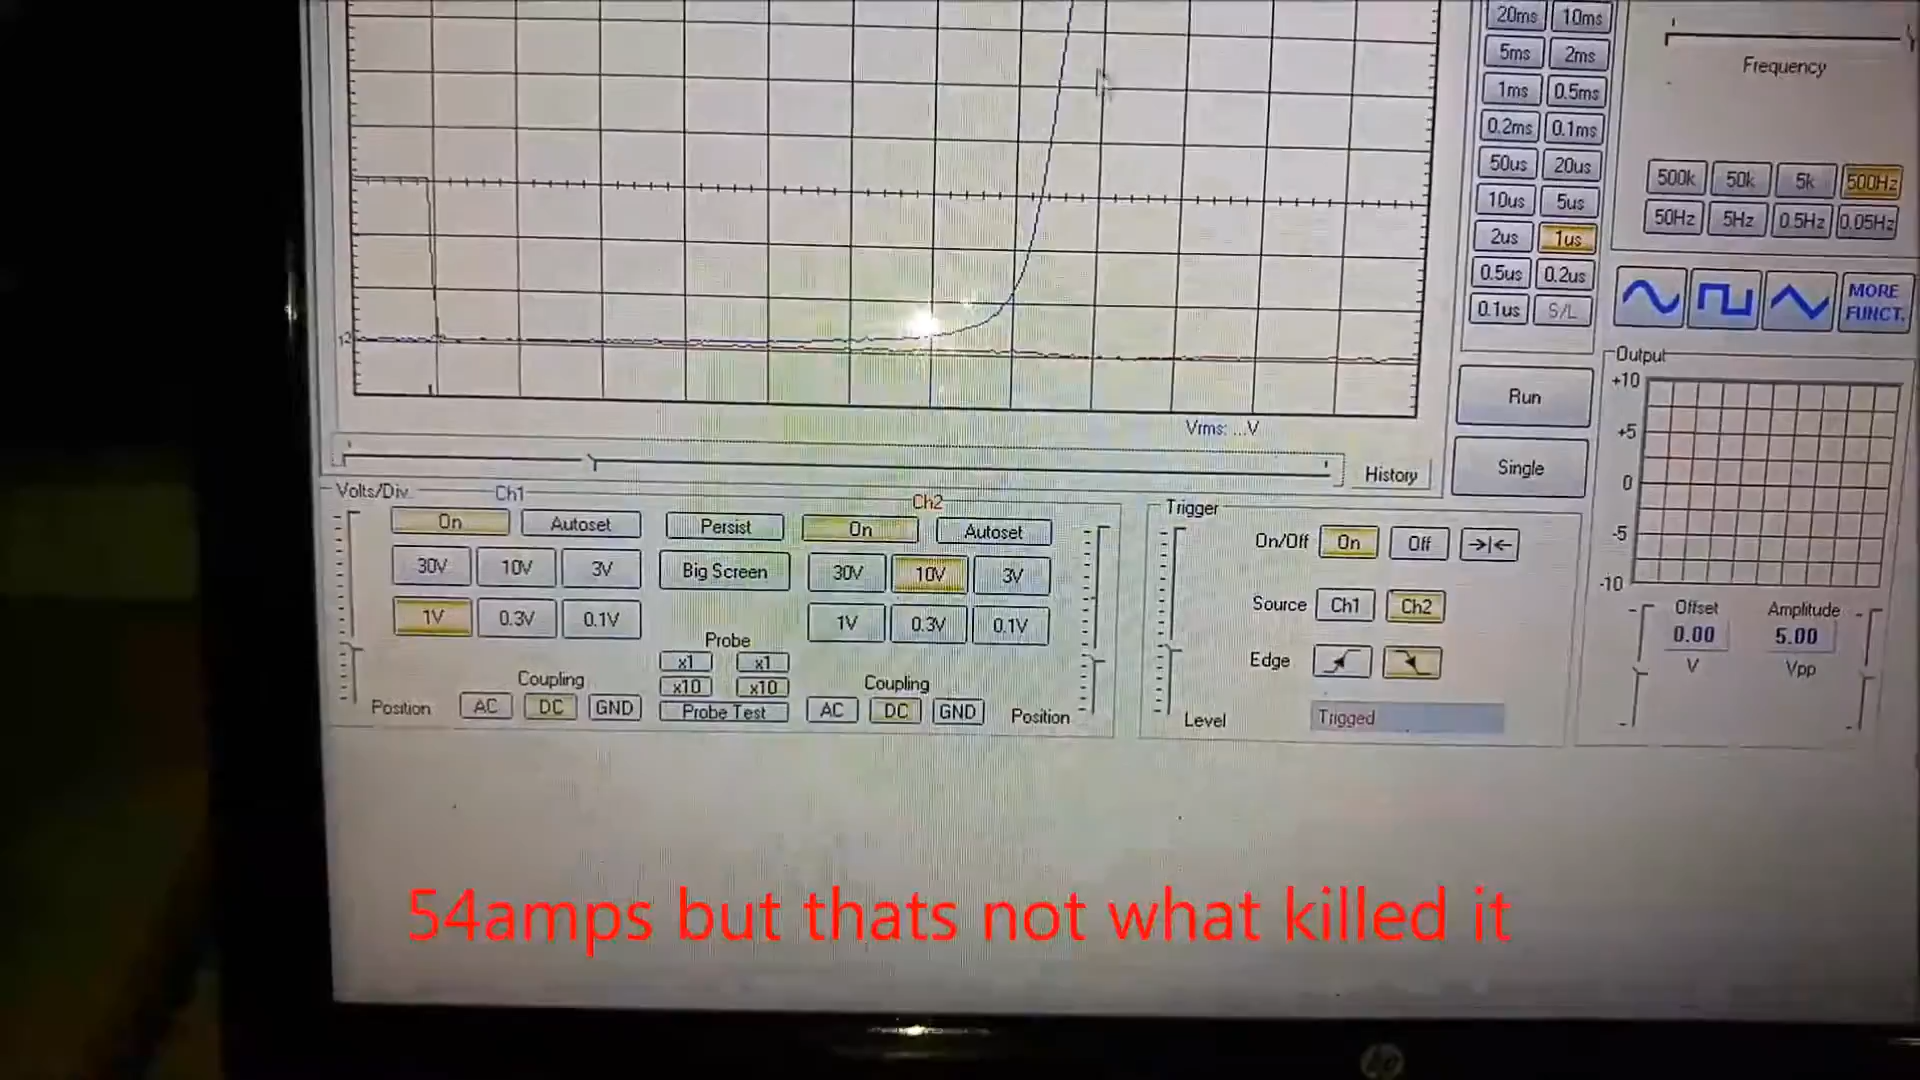 20ms 10ms
5ms 2ms
1ms 0.5ms
0.2ms 0.1ms
50us 20us
10us 5us
2us 1us
0.5us 0.2us
0.1us S/L
Frequency
500k 50k 5k 500Hz
50Hz 5Hz 0.5Hz 0.05Hz
MORE
FUNCT.
12
Vrms: ...V
History
Run
Single
Output
+10
+5
0
-5
-10
Offset Amplitude
0.00 5.00
V Vpp
Volts/Div. Ch1
On Autoset
30V 10V 3V
1V 0.3V 0.1V
Coupling
Position AC DC GND
Persist
Big Screen
Probe
x1 x1
x10 x10
Probe Test
Ch2
On Autoset
30V 10V 3V
1V 0.3V 0.1V
Coupling
AC DC GND Position
Trigger
On/Off On Off
Source Ch1 Ch2
Edge
Level Trigged
54amps but thats not what killed it
hp